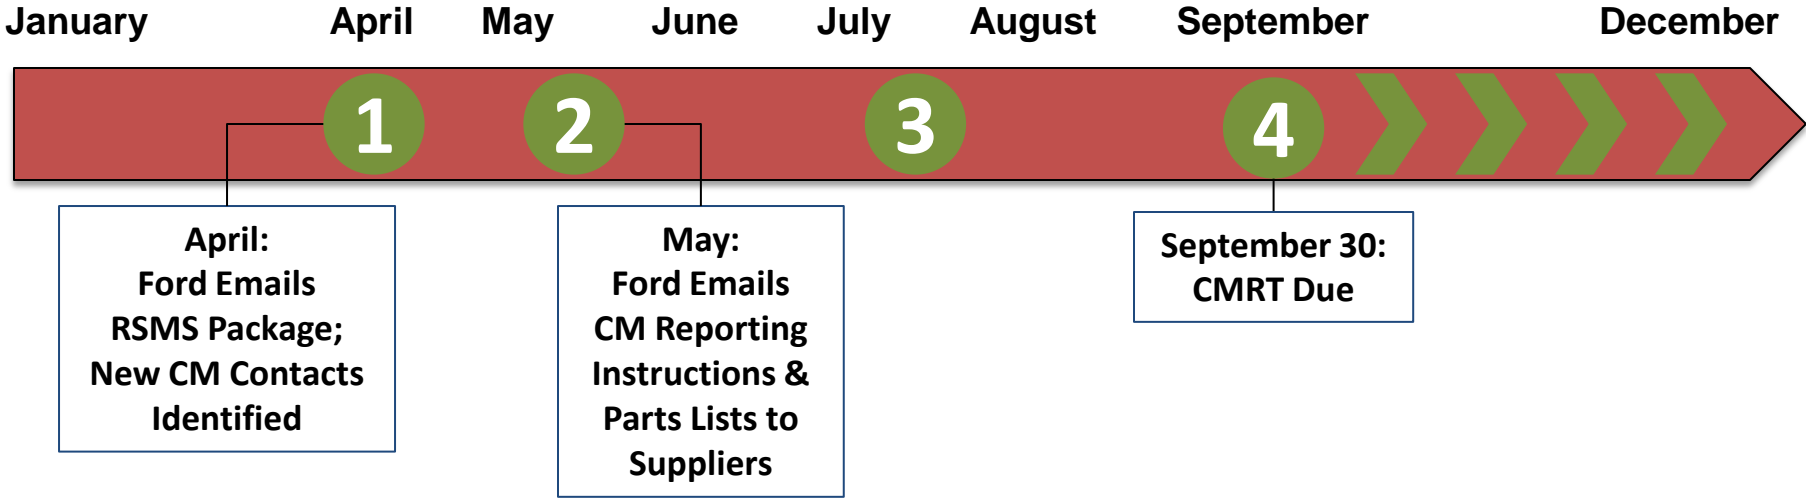 January April May June July August September December
1 2 3 4
April:
Ford Emails
RSMS Package;
New CM Contacts
Identified
May:
Ford Emails
CM Reporting
Instructions &
Parts Lists to
Suppliers
September 30:
CMRT Due